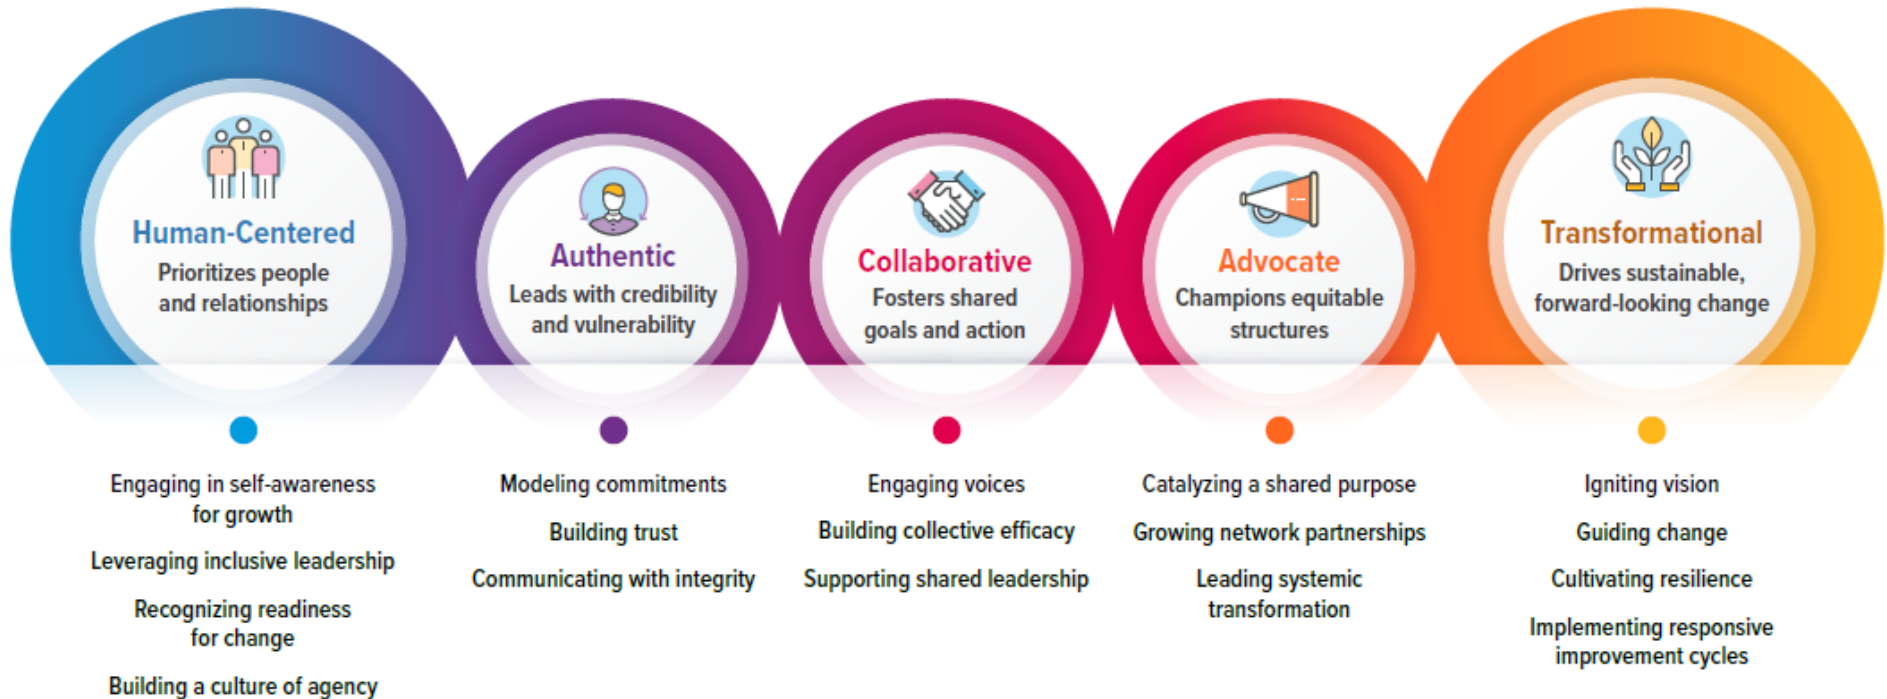 Human-Centered
Prioritizes people
and relationships
Authentic
Leads with credibility
and vulnerability
Collaborative
Fosters shared
goals and action
Advocate
Champions equitable
structures
Transformational
Drives sustainable,
forward-looking change
Engaging in self-awareness
for growth
Leveraging inclusive leadership
Recognizing readiness
for change
Building a culture of agency
Modeling commitments
Building trust
Communicating with integrity
Engaging voices
Building collective efficacy
Supporting shared leadership
Catalyzing a shared purpose
Growing network partnerships
Leading systemic
transformation
Igniting vision
Guiding change
Cultivating resilience
Implementing responsive
improvement cycles